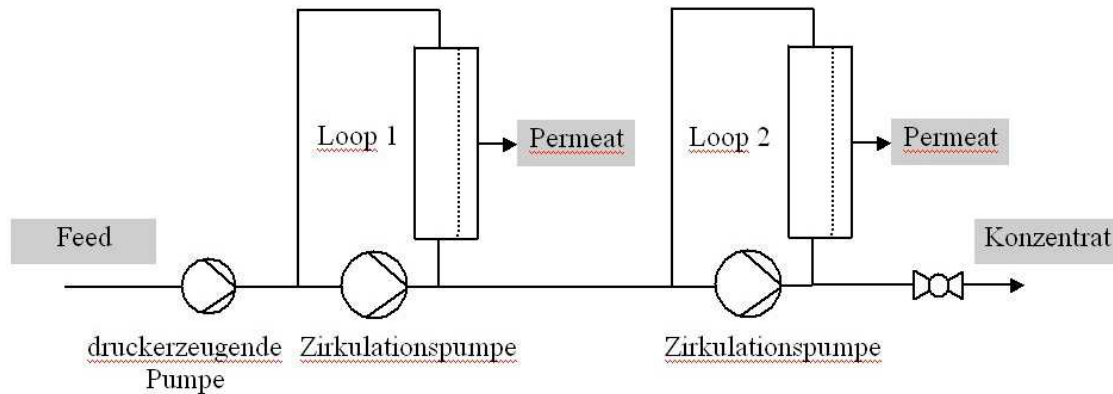 Loop 1
Permeat
Loop 2
Permeat
Feed
Konzentrat
druckerzeugende
Pumpe
Zirkulationspumpe
Zirkulationspumpe